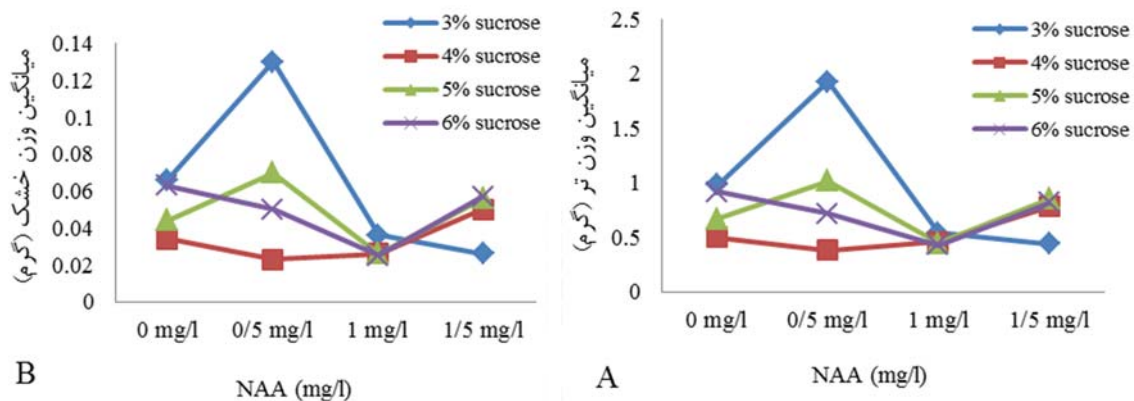 میانگین وزن خشک (گرم)
0.14
0.12
0.1
0.08
0.06
0.04
0.02
0
3% sucrose
4% sucrose
5% sucrose
6% sucrose
0 mg/l 0/5 mg/l 1 mg/l 1/5 mg/l
NAA (mg/l)
B
میانگین وزن تر (گرم)
2.5
2
1.5
1
0.5
0
3% sucrose
4% sucrose
5% sucrose
6% sucrose
0 mg/l 0/5 mg/l 1 mg/l 1/5 mg/l
NAA (mg/l)
A